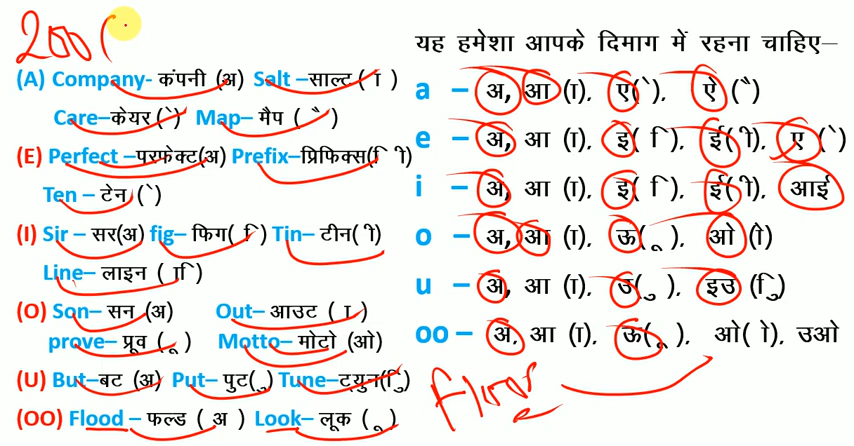 200
(A) Company- कंपनी (अ) Salt – साल्ट ( ा )
Care–केयर ( े ) Map– मैप ( ै )
(E) Perfect –परफेक्ट(अ) Prefix–प्रिफिक्स( ि ी)
Ten – टेन ( े )
(I) Sir – सर(अ) fig– फिग( ि ) Tin– टीन( ी)
Line– लाइन ( ा ि)
(O) Son– सन (अ) Out– आउट ( ा )
prove– प्रूव ( ू ) Motto– मोटो (ओ)
(U) But–बट (अ) Put– पुट( ु ) Tune–ट्युन( ि ु)
(OO) Flood – फल्ड ( अ ) Look– लूक ( ू )
यह हमेशा आपके दिमाग में रहना चाहिए–
a – अ, आ ( ा). ए( े ). ऐ ( ै )
e – अ, आ ( ा). इ( ि ). ई( ी). ए ( े )
i – अ, आ ( ा). इ( ि ). ई( ी). आई
o – अ, आ ( ा). ऊ( ू ). ओ ( ो)
u – अ, आ ( ा). उ( ु ). इउ ( ि ु)
oo – अ, आ ( ा). ऊ( ू ). ओ( ो ). उओ
Floor